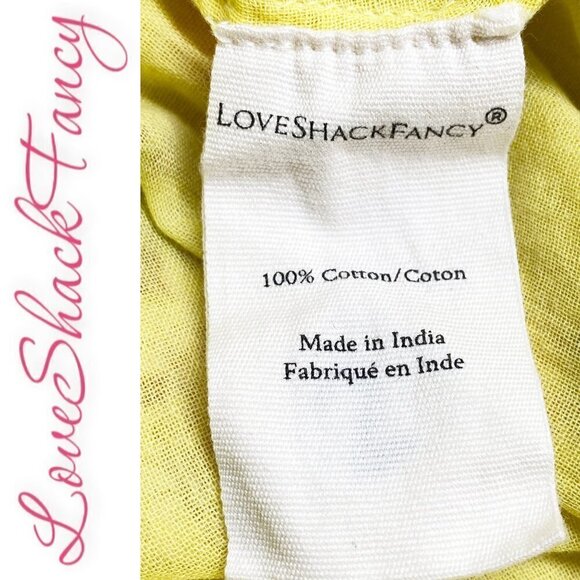 LoveShackFancy
LOVESHACKFANCY®
100% Cotton/Coton
Made in India
Fabriqué en Inde